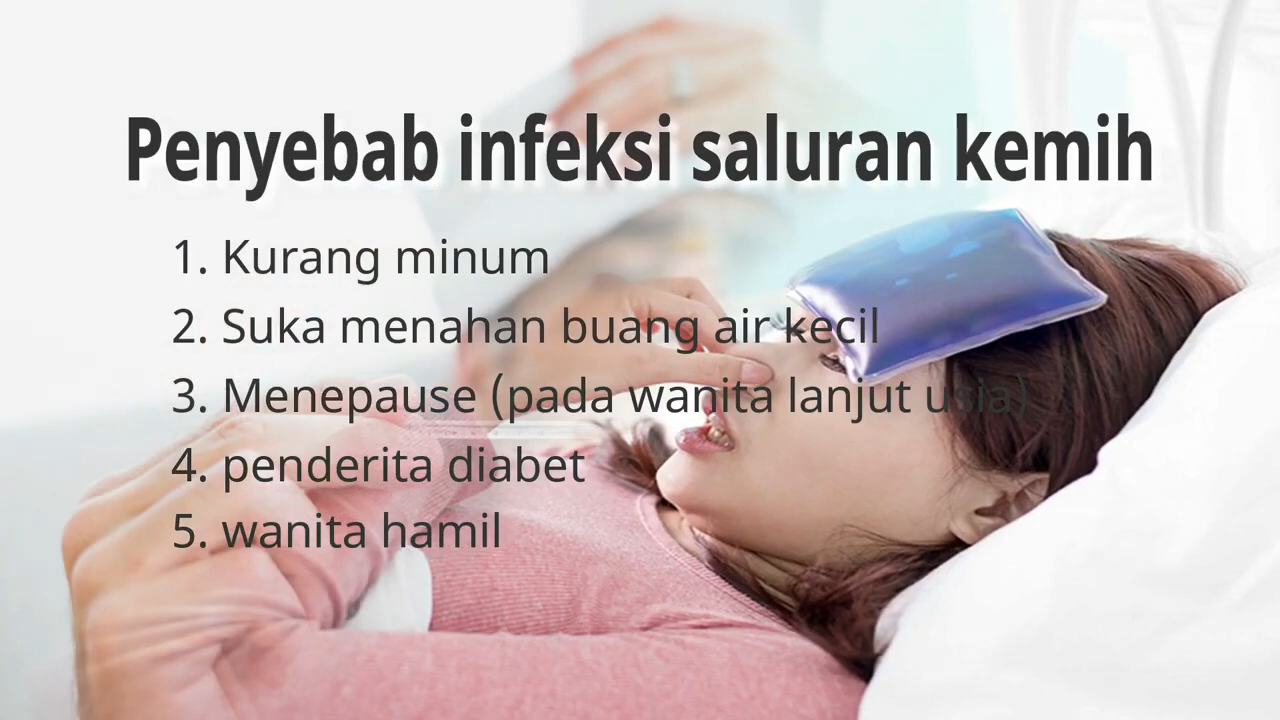 Penyebab infeksi saluran kemih
1. Kurang minum
2. Suka menahan buang air kecil
3. Menepause (pada wanita lanjut usia)
4. penderita diabet
5. wanita hamil